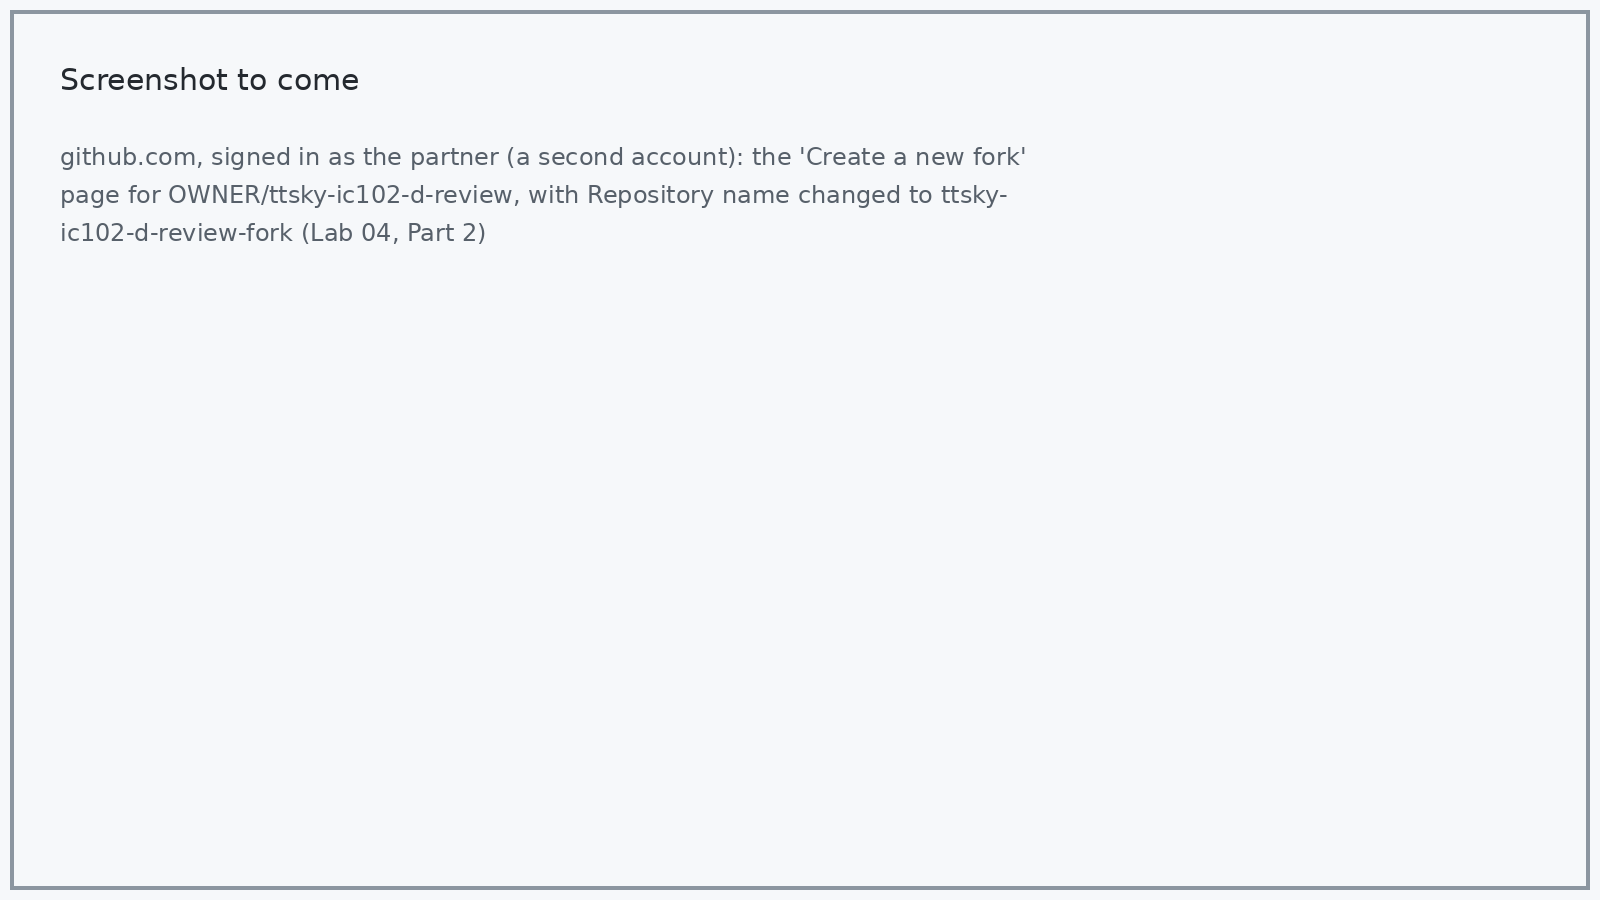 Screenshot to come
github.com, signed in as the partner (a second account): the 'Create a new fork'
page for OWNER/ttsky-ic102-d-review, with Repository name changed to ttsky-
ic102-d-review-fork (Lab 04, Part 2)